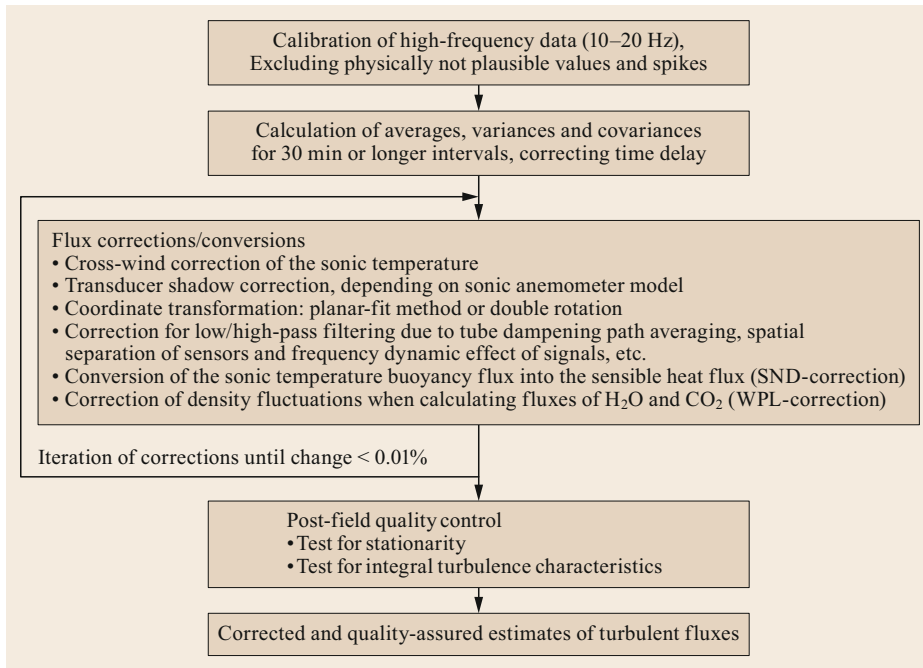 Calibration of high-frequency data (10–20 Hz),
Excluding physically not plausible values and spikes
Calculation of averages, variances and covariances
for 30 min or longer intervals, correcting time delay
Flux corrections/conversions
• Cross-wind correction of the sonic temperature
• Transducer shadow correction, depending on sonic anemometer model
• Coordinate transformation: planar-fit method or double rotation
• Correction for low/high-pass filtering due to tube dampening path averaging, spatial
separation of sensors and frequency dynamic effect of signals, etc.
• Conversion of the sonic temperature buoyancy flux into the sensible heat flux (SND-correction)
• Correction of density fluctuations when calculating fluxes of H₂O and CO₂ (WPL-correction)
Iteration of corrections until change < 0.01%
Post-field quality control
•Test for stationarity
•Test for integral turbulence characteristics
Corrected and quality-assured estimates of turbulent fluxes